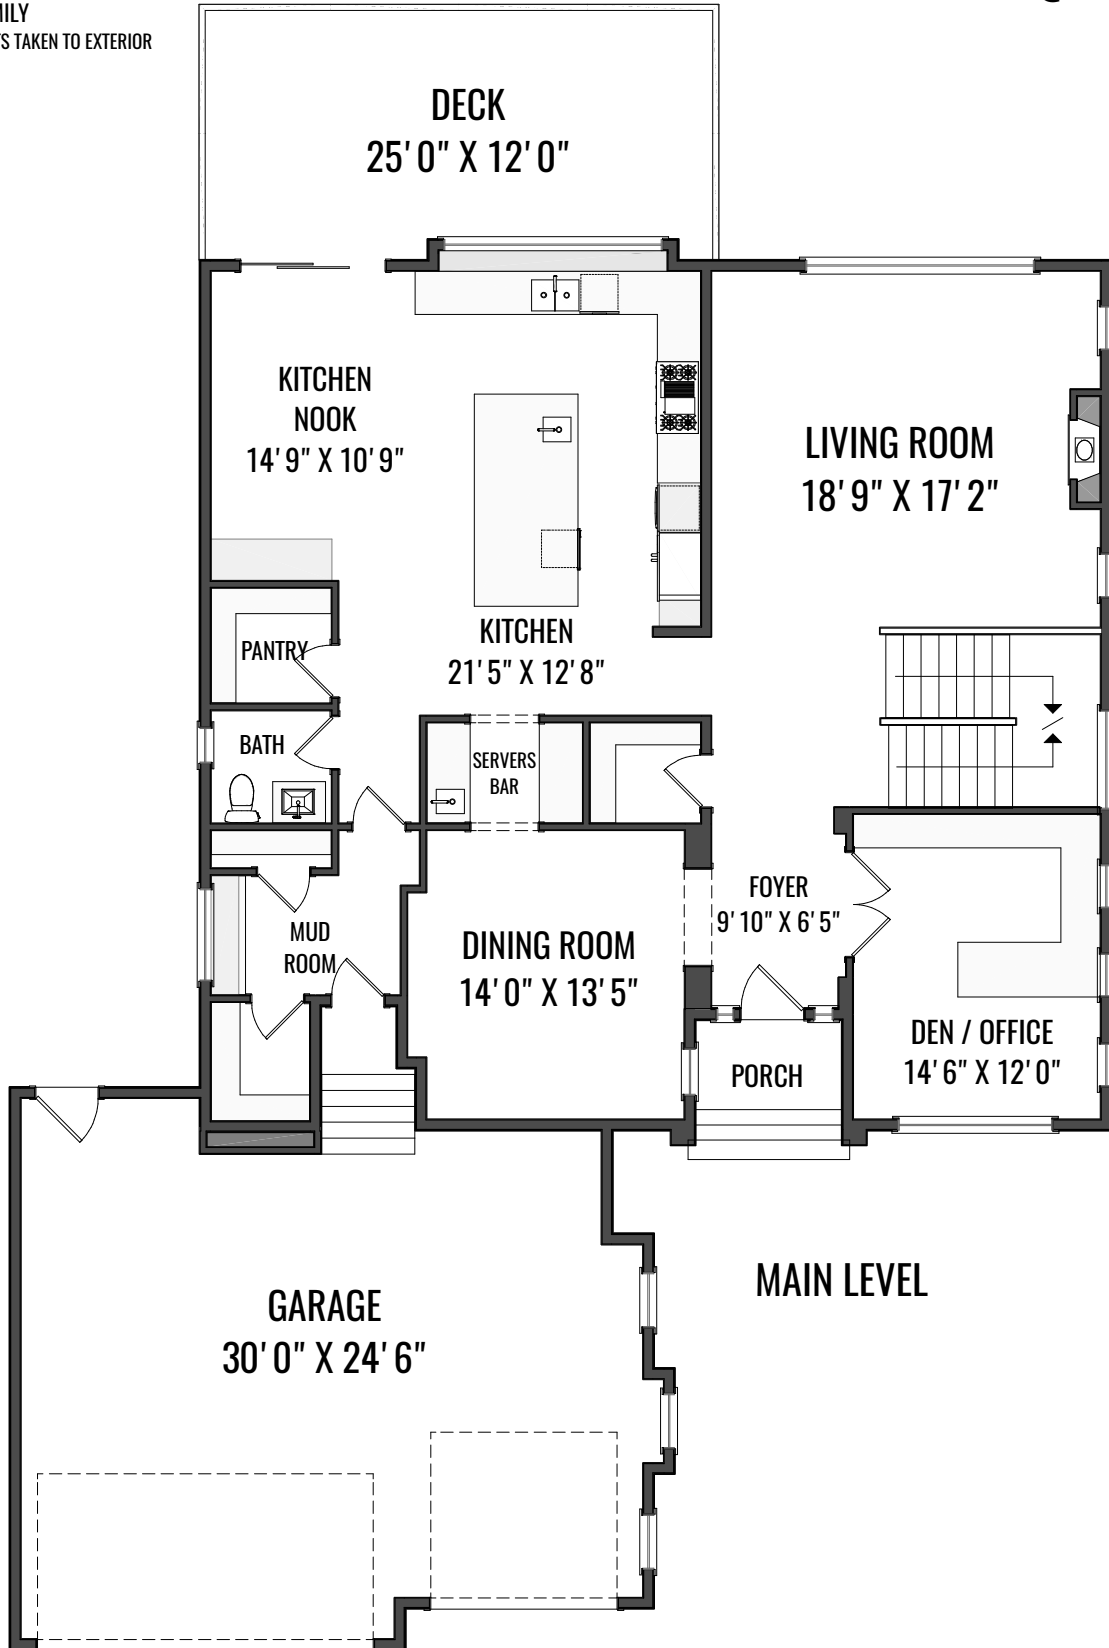 TAKEN TO EXTERIOR
DECK
25'0" X 12'0"
KITCHEN
NOOK
14'9" X 10'9"
LIVING ROOM
18'9" X 17'2"
KITCHEN
21'5" X 12'8"
PANTRY
BATH
SERVERS
BAR
FOYER
9'10" X 6'5"
MUD
ROOM
DINING ROOM
14'0" X 13'5"
DEN / OFFICE
14'6" X 12'0"
PORCH
MAIN LEVEL
GARAGE
30'0" X 24'6"